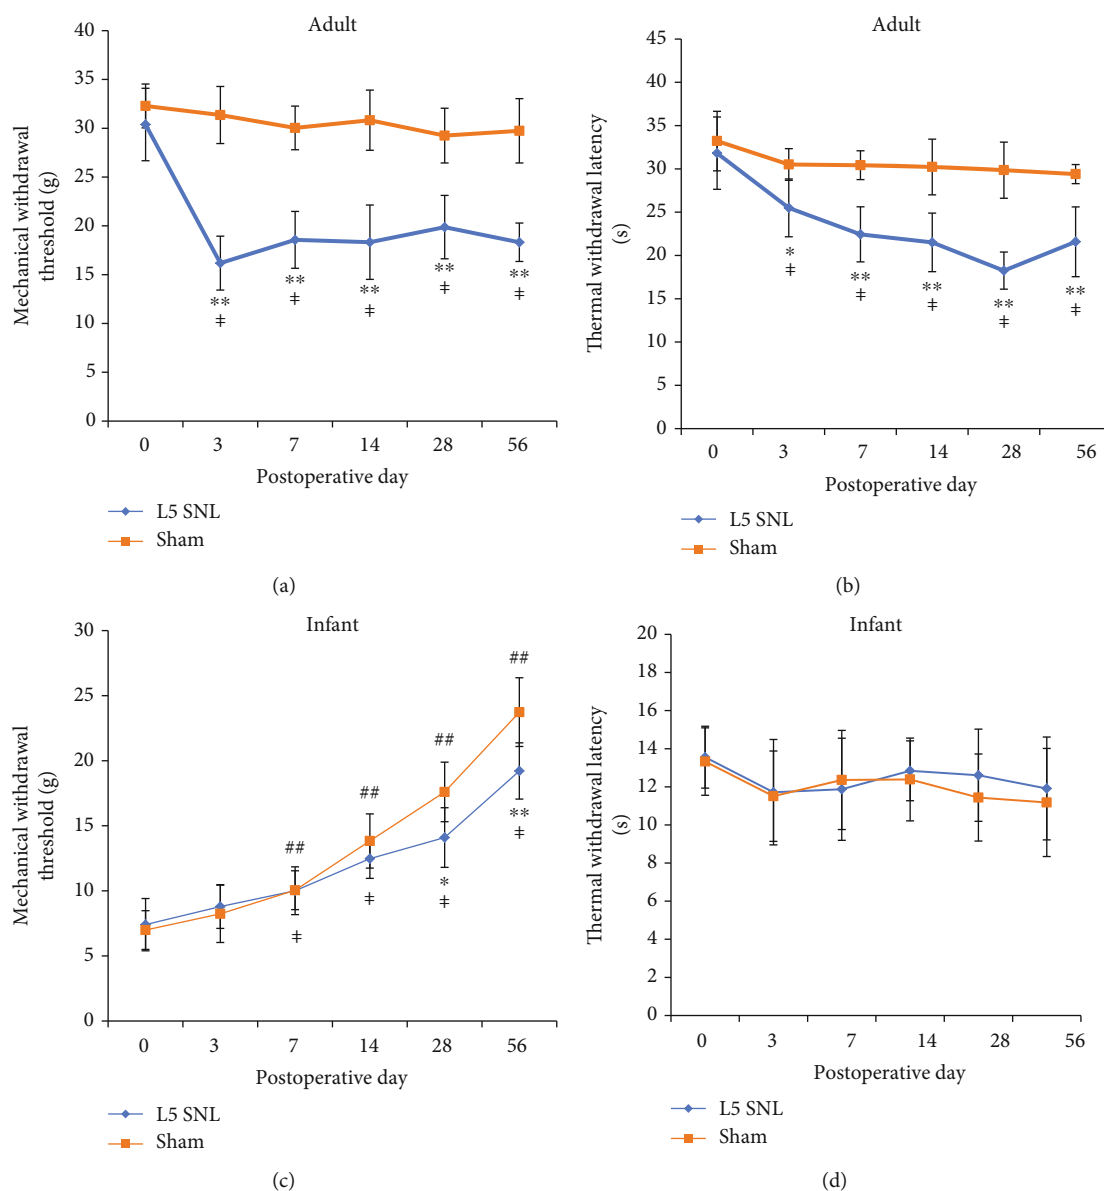 Adult
Mechanical withdrawal
threshold (g)
40
35
30
25
20
15
10
5
0
**
ǂ
**
ǂ
**
ǂ
**
ǂ
**
ǂ
0 3 7 14 28 56
Postoperative day
L5 SNL
Sham
(a)
Adult
Thermal withdrawal latency
(s)
45
40
35
30
25
20
15
10
5
0
*
ǂ
**
ǂ
**
ǂ
**
ǂ
**
ǂ
0 3 7 14 28 56
Postoperative day
L5 SNL
Sham
(b)
Infant
Mechanical withdrawal
threshold (g)
30
25
20
15
10
5
0
##
ǂ
##
ǂ
##
*
ǂ
##
**
ǂ
0 3 7 14 28 56
Postoperative day
L5 SNL
Sham
(c)
Infant
Thermal withdrawal latency
(s)
20
18
16
14
12
10
8
6
4
2
0
0 3 7 14 28 56
Postoperative day
L5 SNL
Sham
(d)